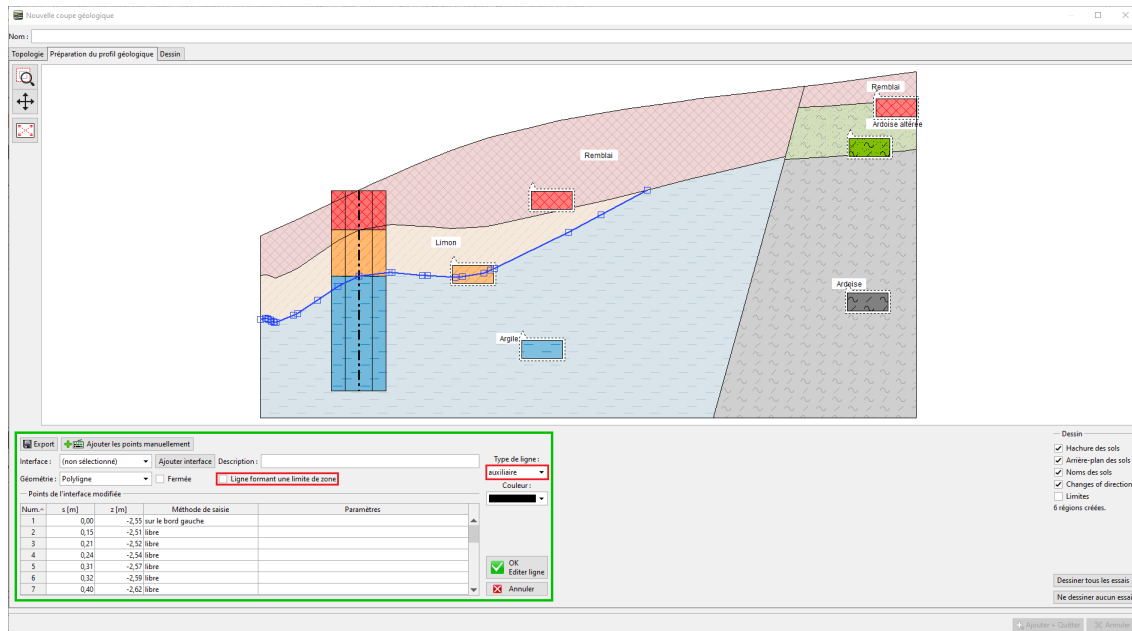 Nouvelle coupe géologique
Nom :
Topologie Préparation du profil géologique Dessin
Remblai
Ardoise altérée
Remblai
Limon
Ardoise
Argile
Export Ajouter les points manuellement
Interface : (non sélectionné) Ajouter interface Description :
Géométrie : Polyligne Fermée Ligne formant une limite de zone
Points de l'interface modifiée
Num. s [m] z [m] Méthode de saisie Paramètres
1 0,00 -2,55 sur le bord gauche
2 0,15 -2,51 libre
3 0,21 -2,52 libre
4 0,24 -2,54 libre
5 0,31 -2,57 libre
6 0,32 -2,59 libre
7 0,40 -2,62 libre
Type de ligne :
auxiliaire
Couleur :
OK
Editer ligne
Annuler
Dessin
Hachure des sols
Arrière-plan des sols
Noms des sols
Changes of direction
Limites
6 régions créées.
Dessiner tous les essais
Ne dessiner aucun essai
Ajouter + Quitter Annuler